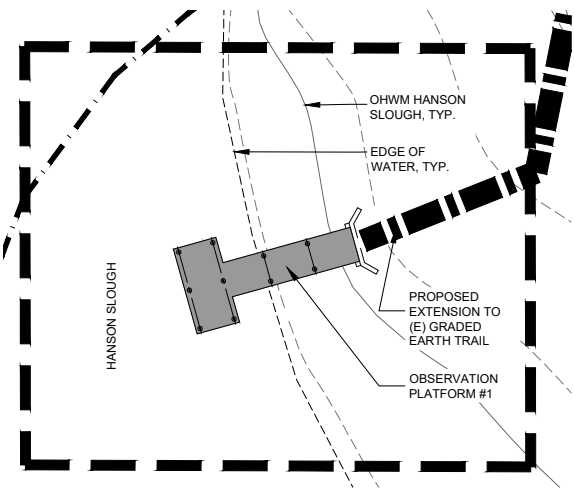 OHWM HANSON
SLOUGH, TYP.
EDGE OF
WATER, TYP.
HANSON SLOUGH
PROPOSED
EXTENSION TO
(E) GRADED
EARTH TRAIL
OBSERVATION
PLATFORM #1